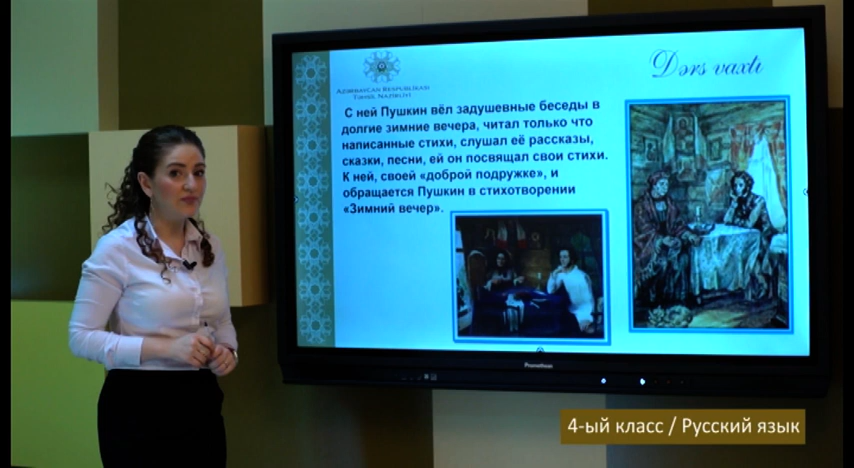 Dərs vaxtı
AZƏRBAYCAN RESPUBLİKASI
TƏHSİL NAZİRLİYİ
С ней Пушкин вёл задушевные беседы в
долгие зимние вечера, читал только что
написанные стихи, слушал её рассказы,
сказки, песни, ей он посвящал свои стихи.
К ней, своей «доброй подружке», и
обращается Пушкин в стихотворении
«Зимний вечер».
Promethean
4-ый класс / Русский язык